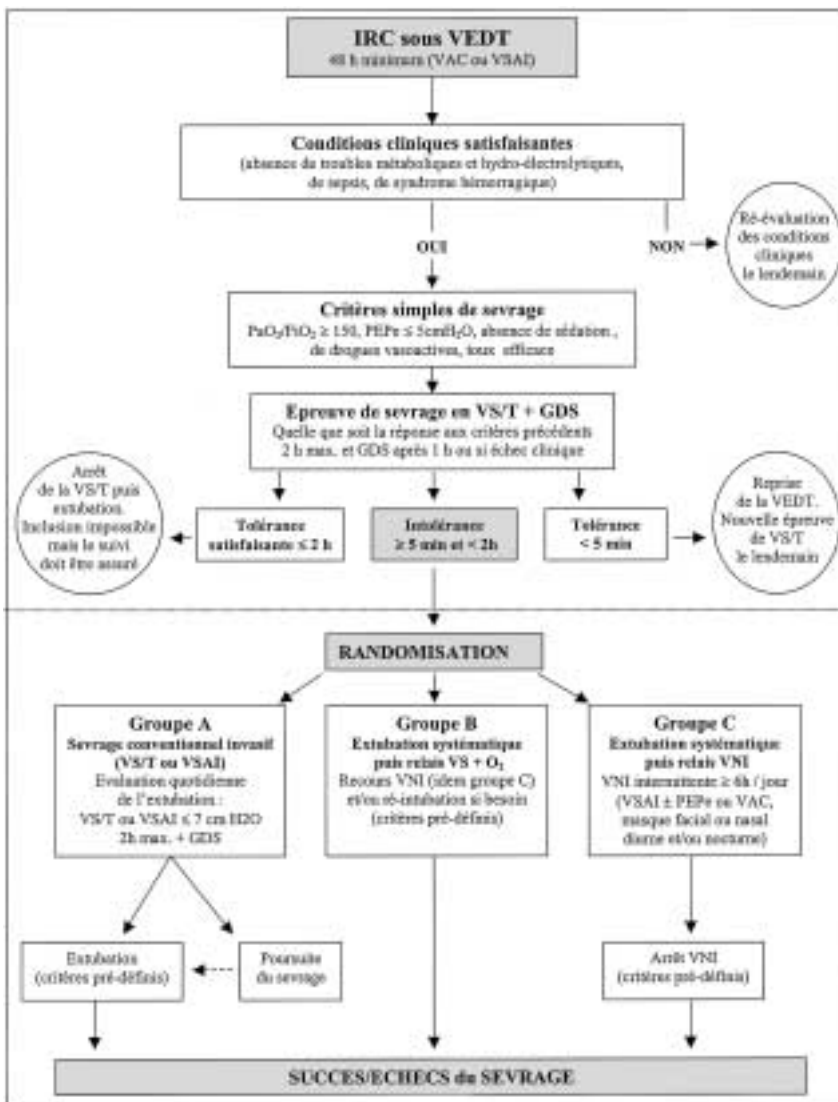 IRC sous VEDT
48 h minimum (VAC ou VSAI)
Conditions cliniques satisfaisantes
(absence de troubles métaboliques et hydro-électrolytiques,
de sepsis, de syndrome hémorragique)
OUI
NON
Ré-évaluation
des conditions
cliniques
le lendemain
Critères simples de sevrage
PaO2/FiO2 ≥ 150, PEPe ≤ 5cmH2O, absence de sédation ,
de drogues vasoactives, toux efficace
Epreuve de sevrage en VS/T + GDS
Quelle que soit la réponse aux critères précédents
2 h max. et GDS après 1 h ou si échec clinique
Arrêt
de la VS/T puis
extubation.
Inclusion impossible
mais le suivi
doit être assuré
Tolérance
satisfaisante ≤ 2 h
Intolérance
≥ 5 min et < 2h
Tolérance
< 5 min
Reprise
de la VEDT.
Nouvelle épreuve
de VS/T
le lendemain
RANDOMISATION
Groupe A
Sevrage conventionnel invasif
(VS/T ou VSAI)
Evaluation quotidienne
de l'extubation :
VS/T ou VSAI ≤ 7 cm H2O
2h max. + GDS
Groupe B
Extubation systématique
puis relais VS + O2
Recours VNI (idem groupe C)
et/ou ré-intubation si besoin
(critères pré-définis)
Groupe C
Extubation systématique
puis relais VNI
VNI intermittente ≥ 6h / jour
(VSAI ± PEPe ou VAC,
masque facial ou nasal
diurne et/ou nocturne)
Extubation
(critères pré-définis)
Poursuite
du sevrage
Arrêt VNI
(critères pré-définis)
SUCCES/ECHECS du SEVRAGE